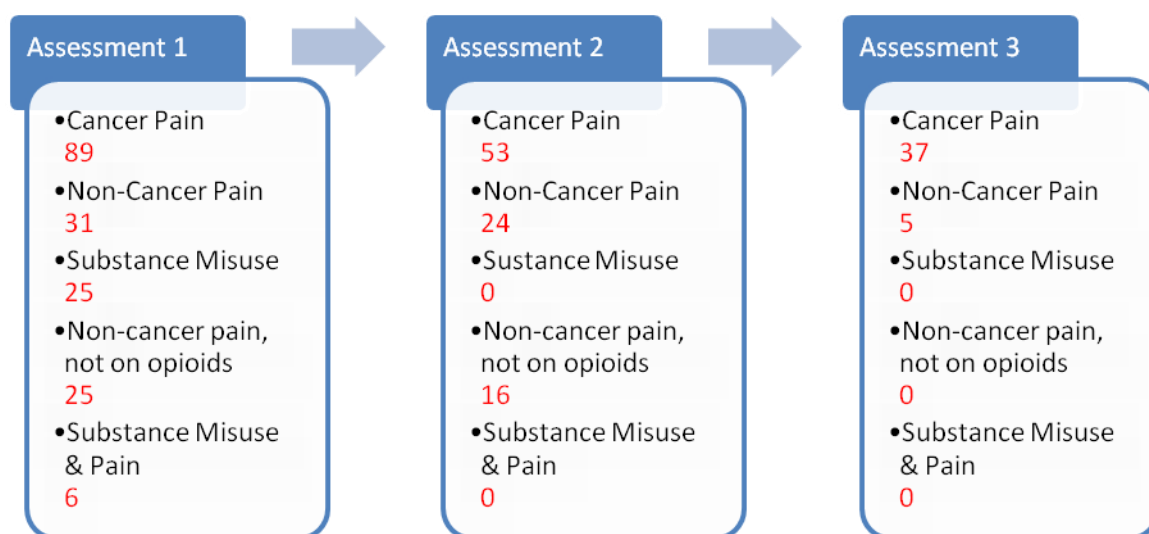 Assessment 1
•Cancer Pain
89
•Non-Cancer Pain
31
•Substance Misuse
25
•Non-cancer pain,
not on opioids
25
•Substance Misuse
& Pain
6
Assessment 2
•Cancer Pain
53
•Non-Cancer Pain
24
•Sustance Misuse
0
•Non-cancer pain,
not on opioids
16
•Substance Misuse
& Pain
0
Assessment 3
•Cancer Pain
37
•Non-Cancer Pain
5
•Substance Misuse
0
•Non-cancer pain,
not on opioids
0
•Substance Misuse
& Pain
0